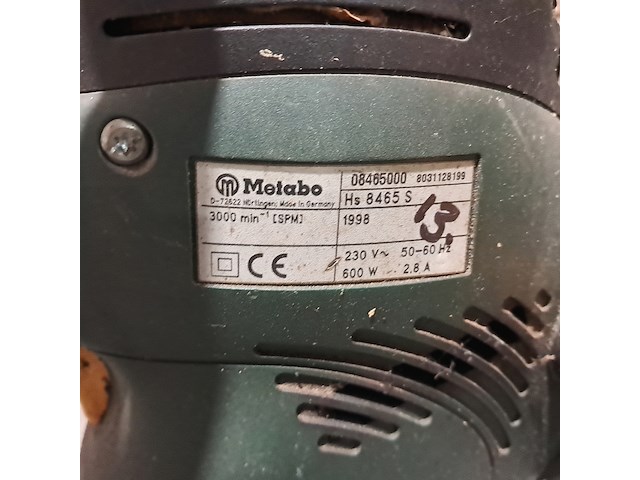 m Metabo
D-72622 Nürtingen; Made in Germany
3000 min⁻¹ [SPM]
CE
08465000 8031128199
Hs 8465 S
1998
13.
230 V~ 50-60 Hz
600 W 2,8 A